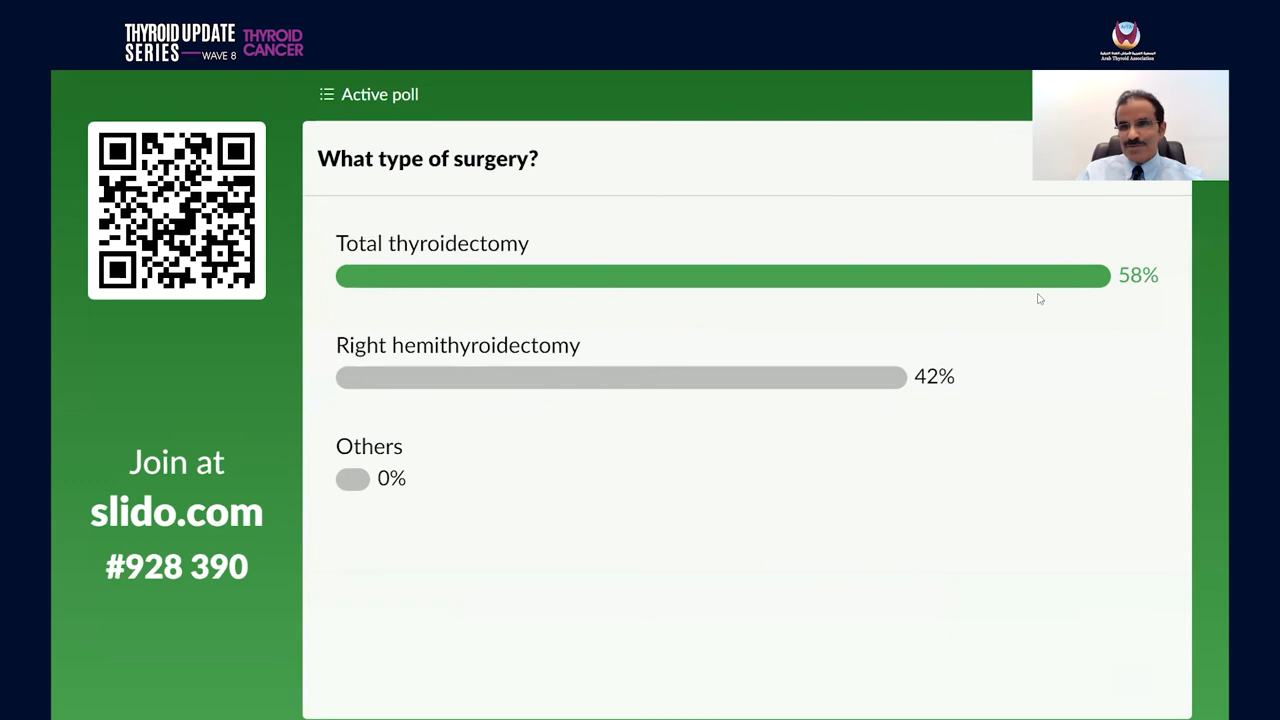 THYROID UPDATE
SERIES — WAVE 8
THYROID
CANCER
Arab Thyroid Association
Active poll
What type of surgery?
Total thyroidectomy
58%
Right hemithyroidectomy
42%
Others
0%
Join at
slido.com
#928 390